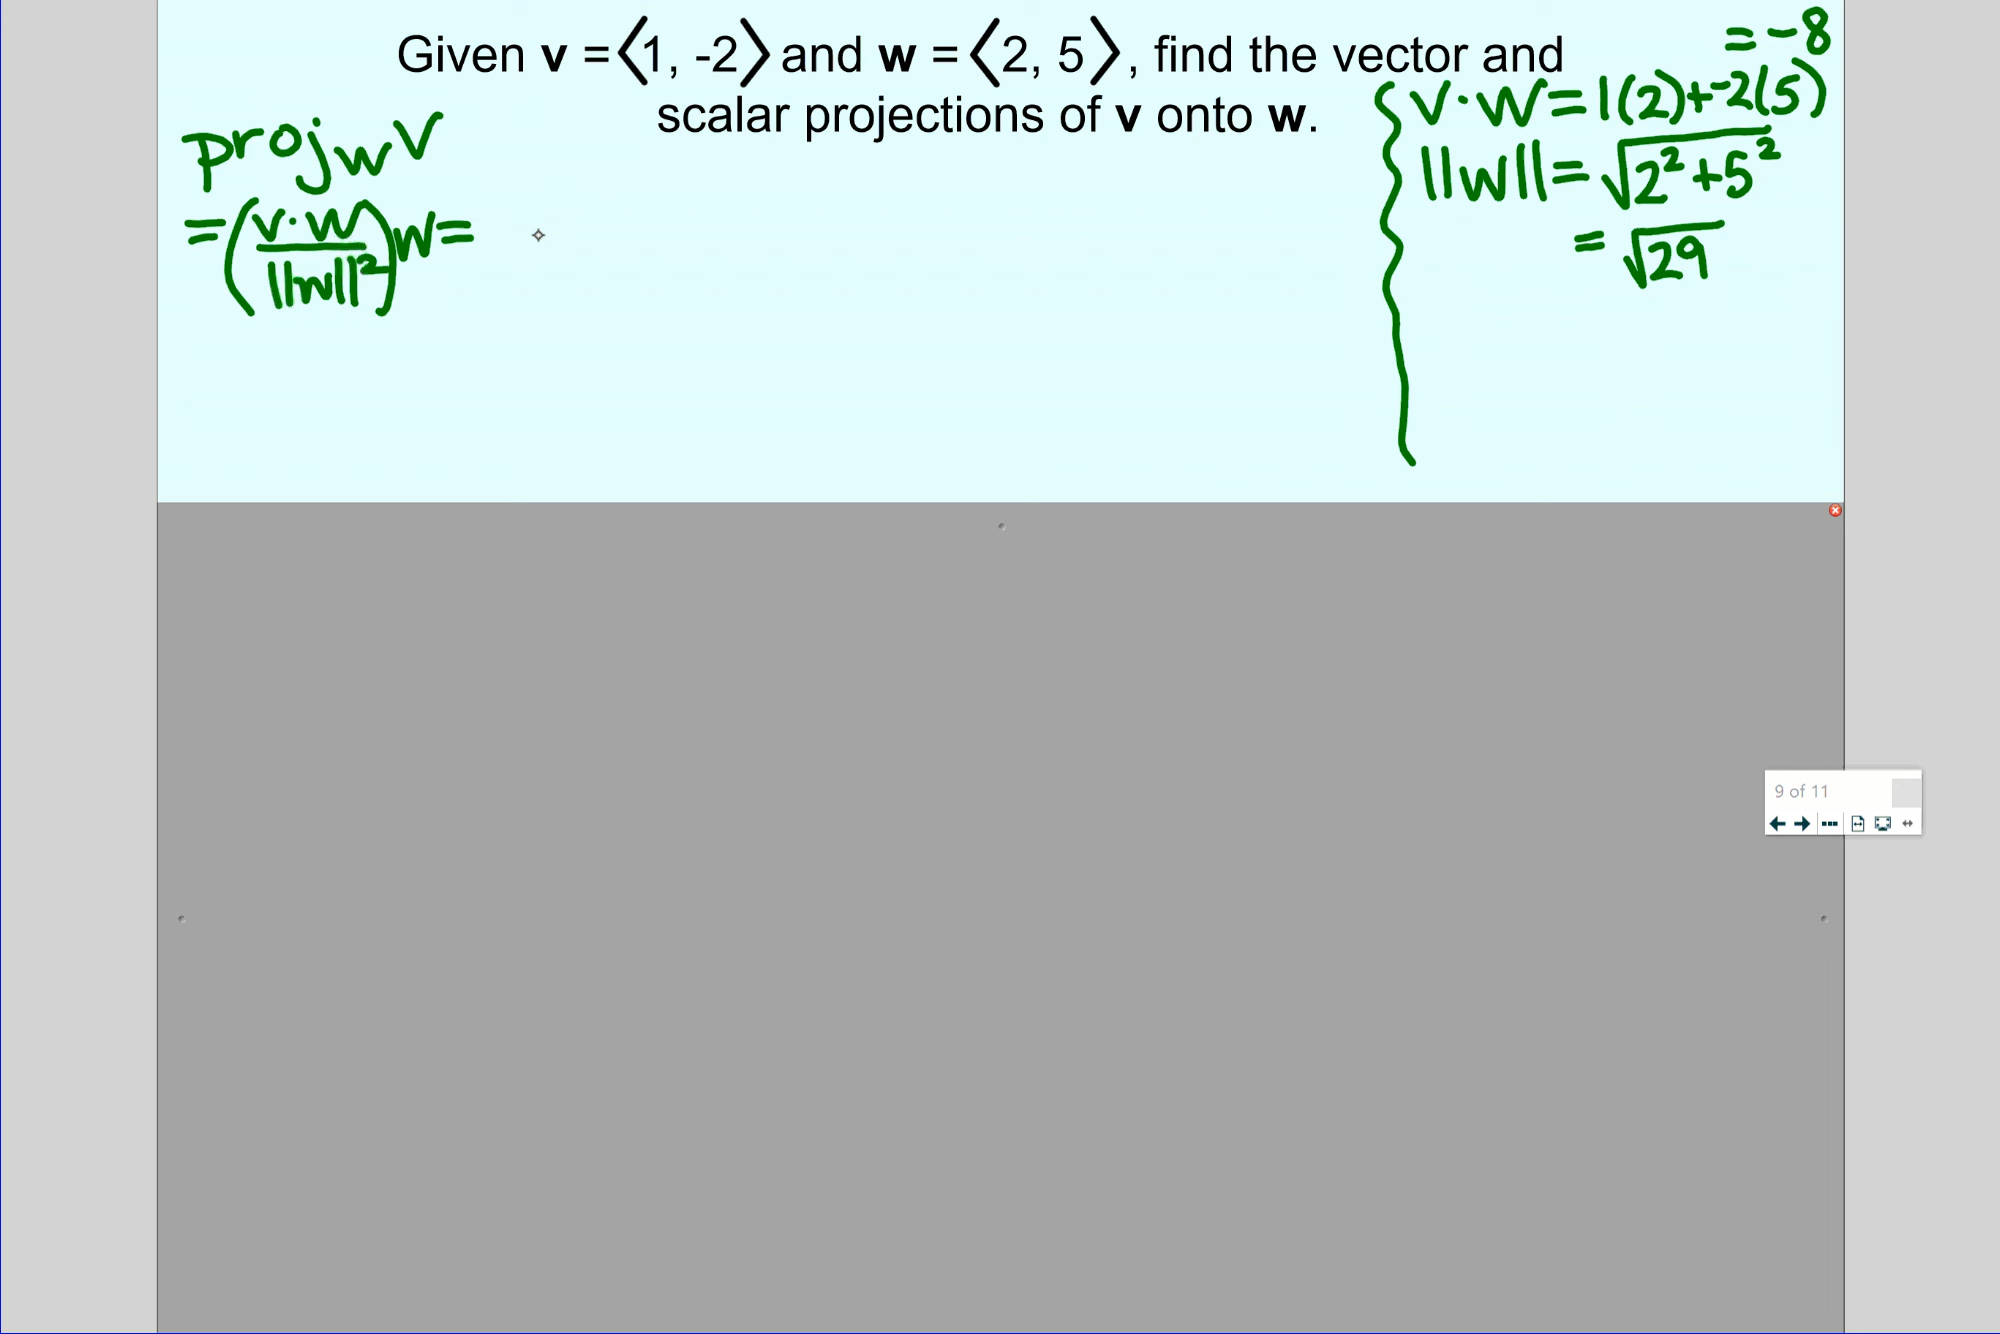 Given v = ⟨1, -2⟩ and w = ⟨2, 5⟩, find the vector and
scalar projections of v onto w.
proj_w v
= (v · w / ||w||²) w =
= -8
v · w = 1(2) + -2(5)
||w|| = √(2² + 5²)
= √29
9 of 11